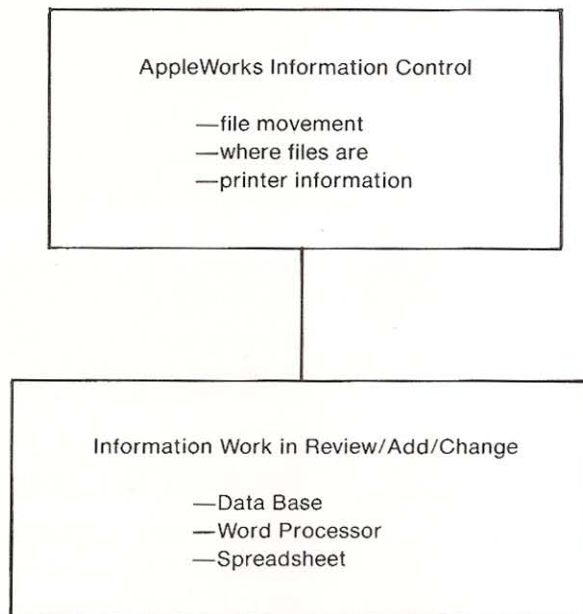 AppleWorks Information Control
—file movement
—where files are
—printer information
Information Work in Review/Add/Change
—Data Base
—Word Processor
—Spreadsheet